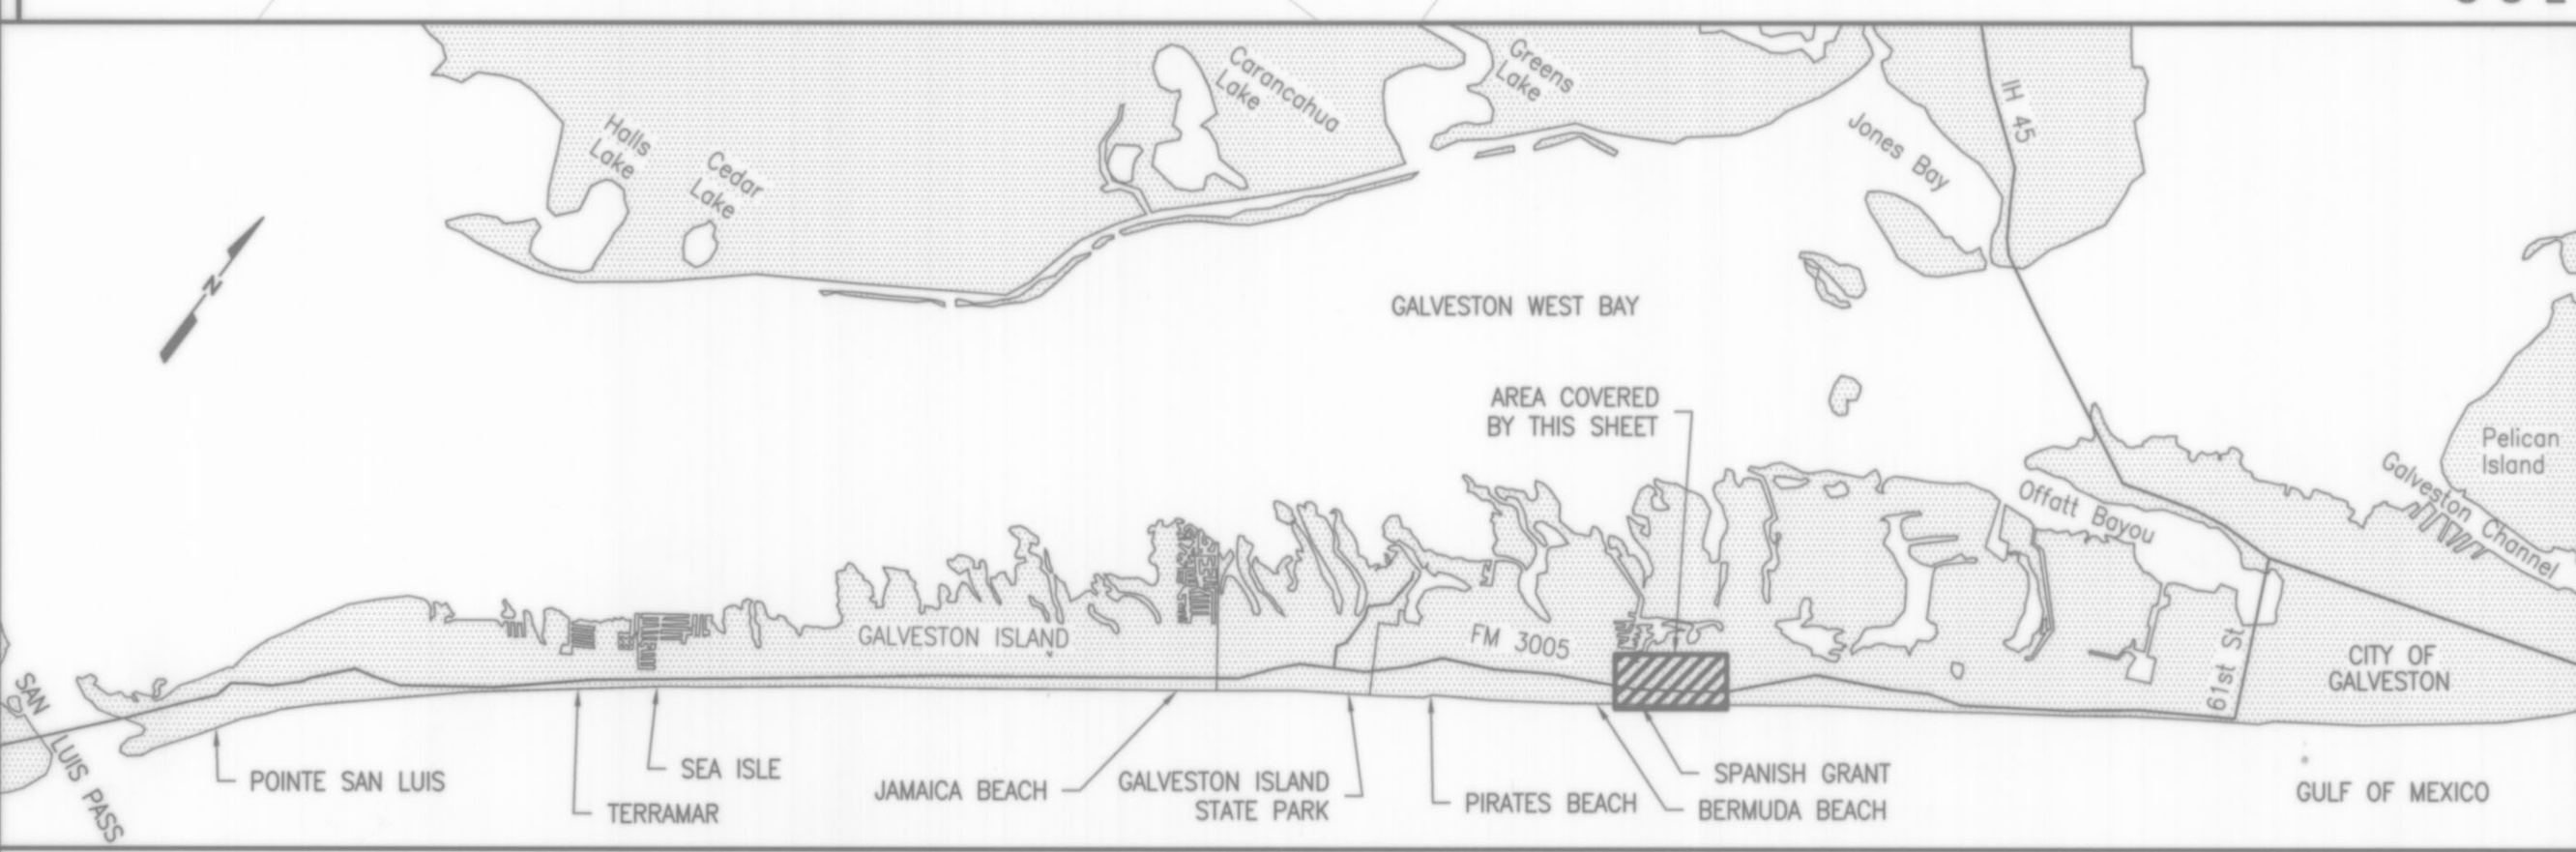 Halls
Lake
Cedar
Lake
Carancahua
Lake
Greens
Lake
IH 45
Jones Bay
N
GALVESTON WEST BAY
AREA COVERED
BY THIS SHEET
Pelican
Island
Galveston Channel
Offatt Bayou
GALVESTON ISLAND
FM 3005
61st St
CITY OF
GALVESTON
SAN
LUIS PASS
POINTE SAN LUIS
SEA ISLE
TERRAMAR
JAMAICA BEACH
GALVESTON ISLAND
STATE PARK
PIRATES BEACH
SPANISH GRANT
BERMUDA BEACH
GULF OF MEXICO